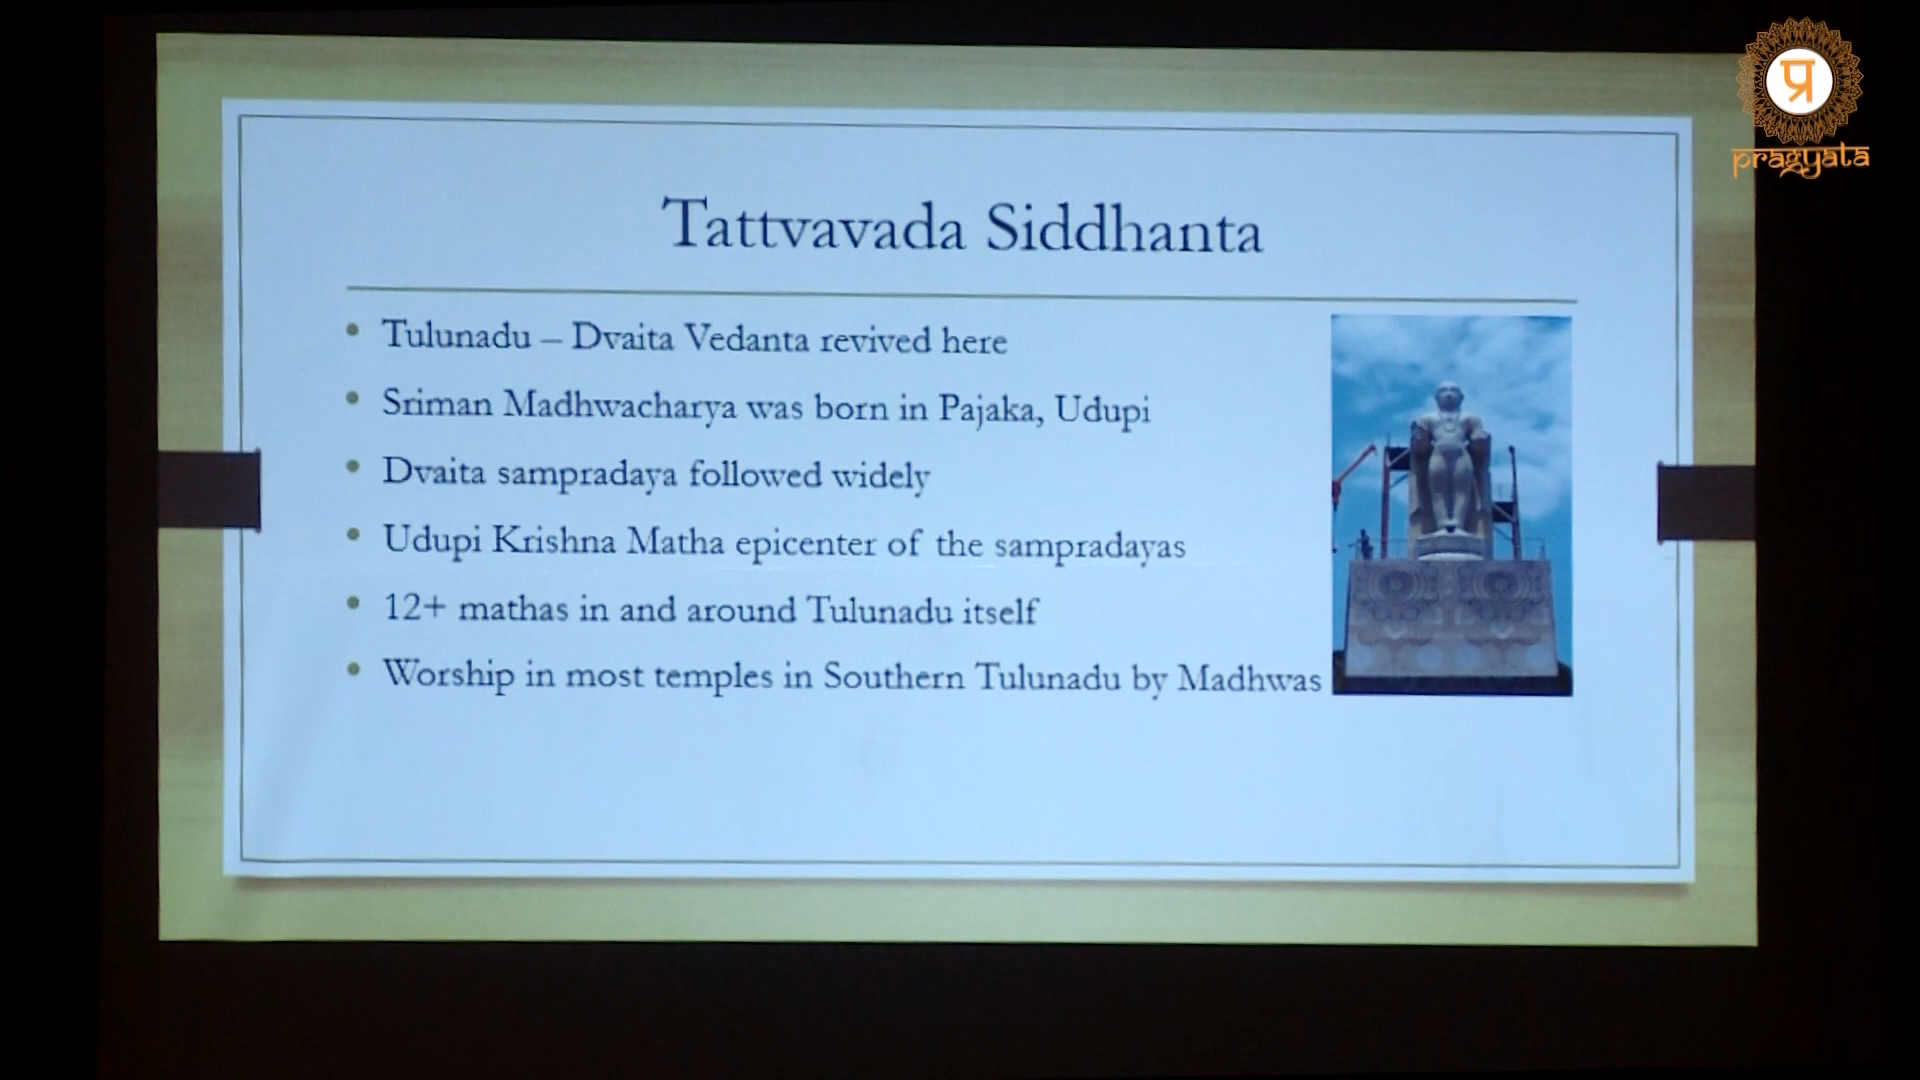 प्र
pragyata
Tattvavada Siddhanta
• Tulunadu – Dvaita Vedanta revived here
• Sriman Madhwacharya was born in Pajaka, Udupi
• Dvaita sampradaya followed widely
• Udupi Krishna Matha epicenter of the sampradayas
• 12+ mathas in and around Tulunadu itself
• Worship in most temples in Southern Tulunadu by Madhwas